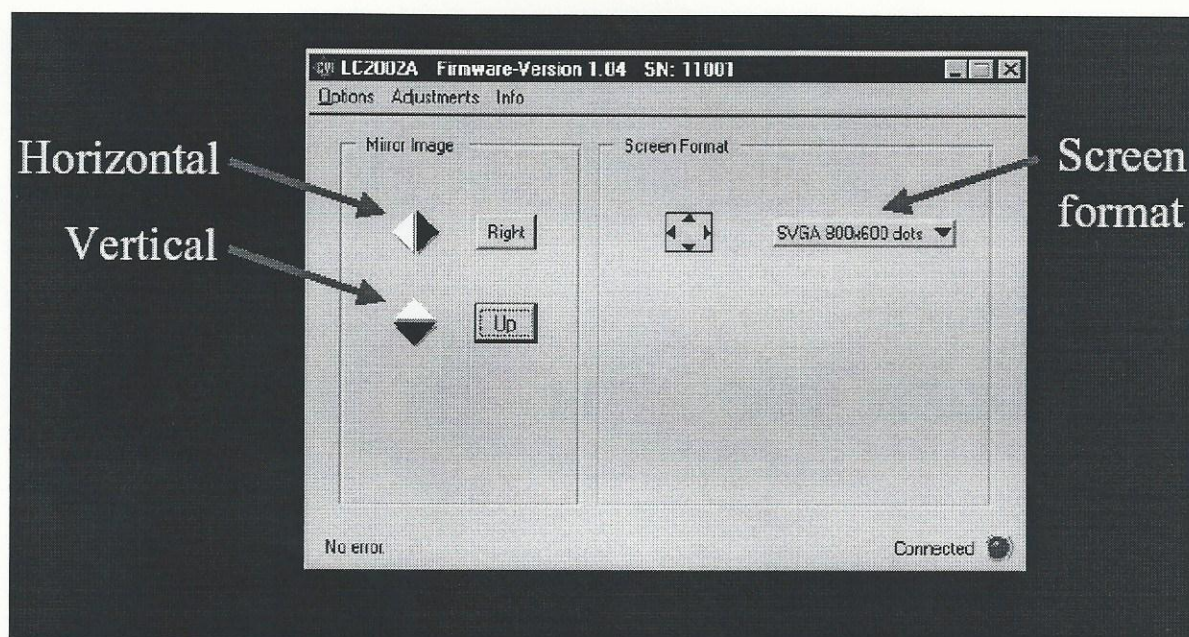 LC2002A Firmware-Version 1.04 SN: 11001
Options Adjustments Info
Mirror Image
Screen Format
Horizontal
Vertical
Right
Up
SVGA 800x600 dots
Screen
format
No error
Connected